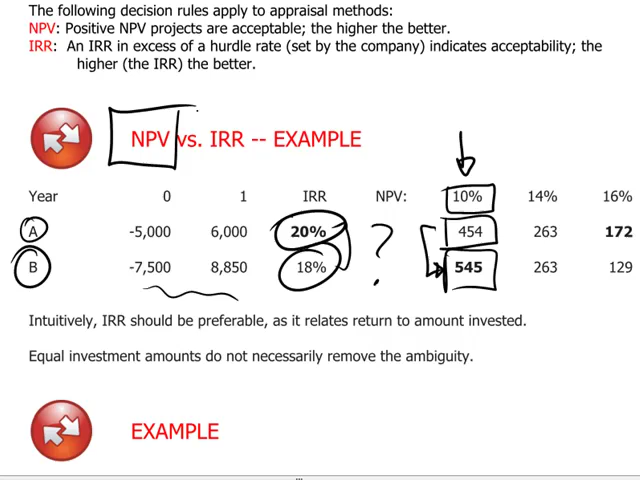 The following decision rules apply to appraisal methods:
NPV: Positive NPV projects are acceptable; the higher the better.
IRR: An IRR in excess of a hurdle rate (set by the company) indicates acceptability; the
higher (the IRR) the better.
NPV vs. IRR -- EXAMPLE
Year 0 1 IRR NPV: 10% 14% 16%
A -5,000 6,000 20% 454 263 172
B -7,500 8,850 18% 545 263 129
?
Intuitively, IRR should be preferable, as it relates return to amount invested.
Equal investment amounts do not necessarily remove the ambiguity.
EXAMPLE